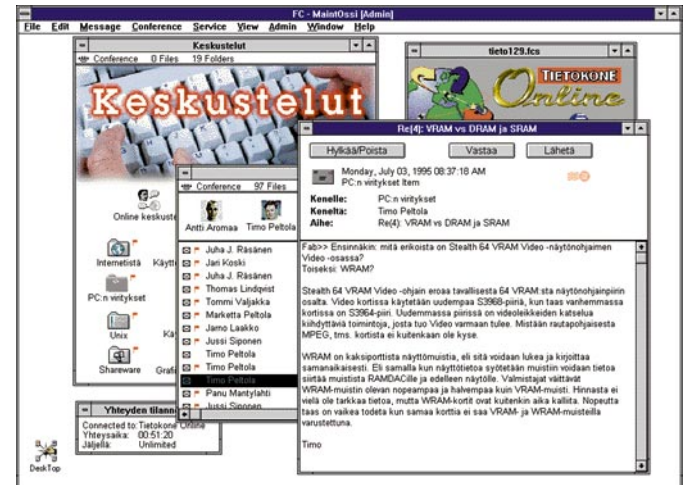 FC - MaintOssi [Admin]
File Edit Message Conference Service View Admin Window Help
Keskustelut
Conference 0 Files 19 Folders
Keskustelut
Online keskuste
Internetistä Käytt
PC:n viritykset
Unix Kä
Shareware Grafi
tieto129.fcs
TIETOKONE
Online
Conference 97 Files
Antti Aromaa Timo Peltola
Juha J. Räsänen
Jari Koski
Juha J. Räsänen
Thomas Lindqvist
Tommi Valjakka
Marketta Peltola
Jarno Laakko
Jussi Siponen
Timo Peltola
Timo Peltola
Timo Peltola
Panu Mantylahti
Jussi Siponen
Re(4): VRAM vs DRAM ja SRAM
Hylkää/Poista Vastaa Lähetä
Monday, July 03, 1995 08:37:18 AM
PC:n viritykset Item
Kenelle: PC:n viritykset
Keneltä: Timo Peltola
Aihe: Re(4): VRAM vs DRAM ja SRAM
Fab>> Ensinnäkin: mitä erikoista on Stealth 64 VRAM Video -näytönohjaimen
Video -osassa?
Toiseksi: WRAM?
Stealth 64 VRAM Video -ohjain eroaa tavallisesta 64 VRAM:sta näytönohjainpiirin
osalta. Video kortissa käytetään uudempaa S3968-piiriä, kun taas vanhemmassa
kortissa on S3964-piiri. Uudemmassa piirissä on videoleikkeiden katselua
kiihdyttäviä toimintoja, josta tuo Video varmaan tulee. Mistään rautapohjaisesta
MPEG, tms. kortista ei kuitenkaan ole kyse.
WRAM on kaksiporttista näyttömuistia, eli sitä voidaan lukea ja kirjoittaa
samanaikaisesti. Eli samalla kun näyttötietoa syötetään muistiin voidaan tietoa
siirtää muistista RAMDACille ja edelleen näytölle. Valmistajat väittävät
WRAM-muistin olevan nopeampaa ja halvempaa kuin VRAM-muisti. Hinnasta ei
vielä ole tarkkaa tietoa, mutta WRAM-kortit ovat kuitenkin aika kalliita. Nopeutta
taas on vaikea todeta kun samaa korttia ei saa VRAM- ja WRAM-muisteilla
varustettuna.
Timo
Yhteyden tilann
Connected to: Tietokone Online
Yhteysaika: 00:51:20
Jäljellä: Unlimited
DeskTop